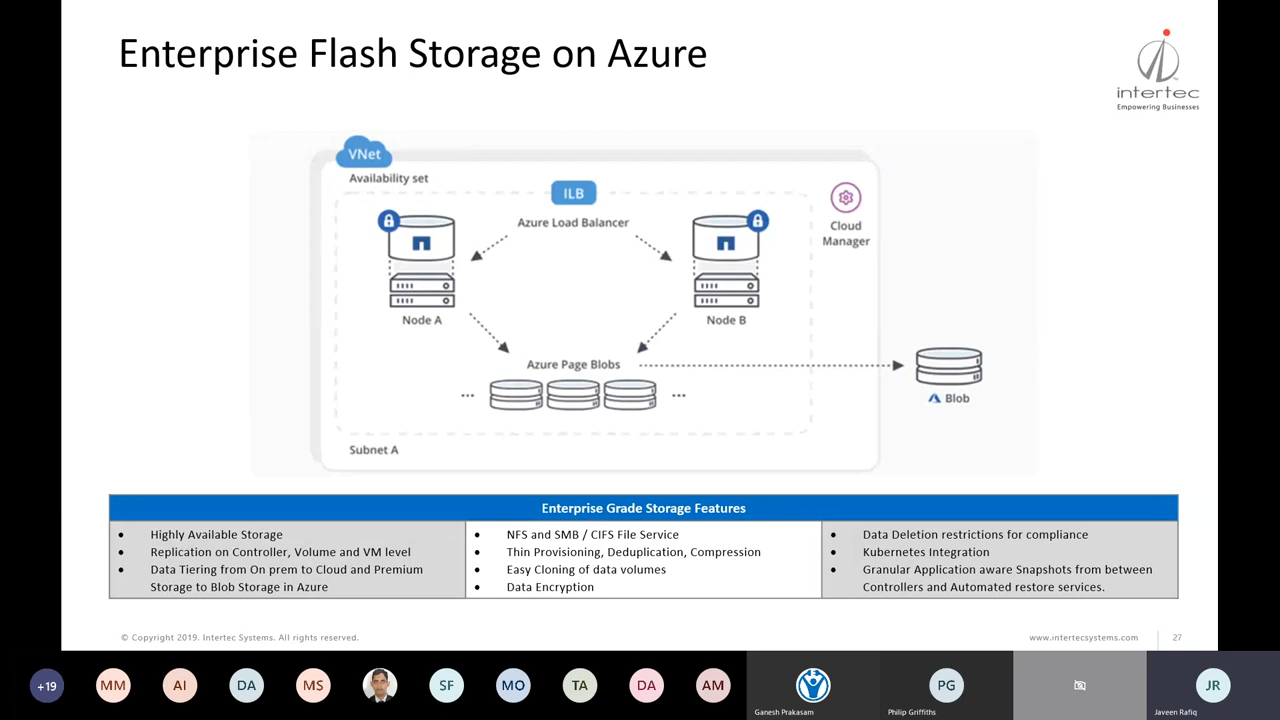 Enterprise Flash Storage on Azure
intertec
Empowering Businesses
VNet
Availability set
ILB
Azure Load Balancer
Cloud
Manager
Node A
Node B
Azure Page Blobs
... ...
Blob
Subnet A
Enterprise Grade Storage Features
• Highly Available Storage
• Replication on Controller, Volume and VM level
• Data Tiering from On prem to Cloud and Premium
Storage to Blob Storage in Azure
• NFS and SMB / CIFS File Service
• Thin Provisioning, Deduplication, Compression
• Easy Cloning of data volumes
• Data Encryption
• Data Deletion restrictions for compliance
• Kubernetes Integration
• Granular Application aware Snapshots from between
Controllers and Automated restore services.
© Copyright 2019. Intertec Systems. All rights reserved.
www.intertecsystems.com
27
+19
MM
AI
DA
MS
SF
MO
TA
DA
AM
Ganesh Prakasam
PG
Philip Griffiths
JR
Javeen Rafiq